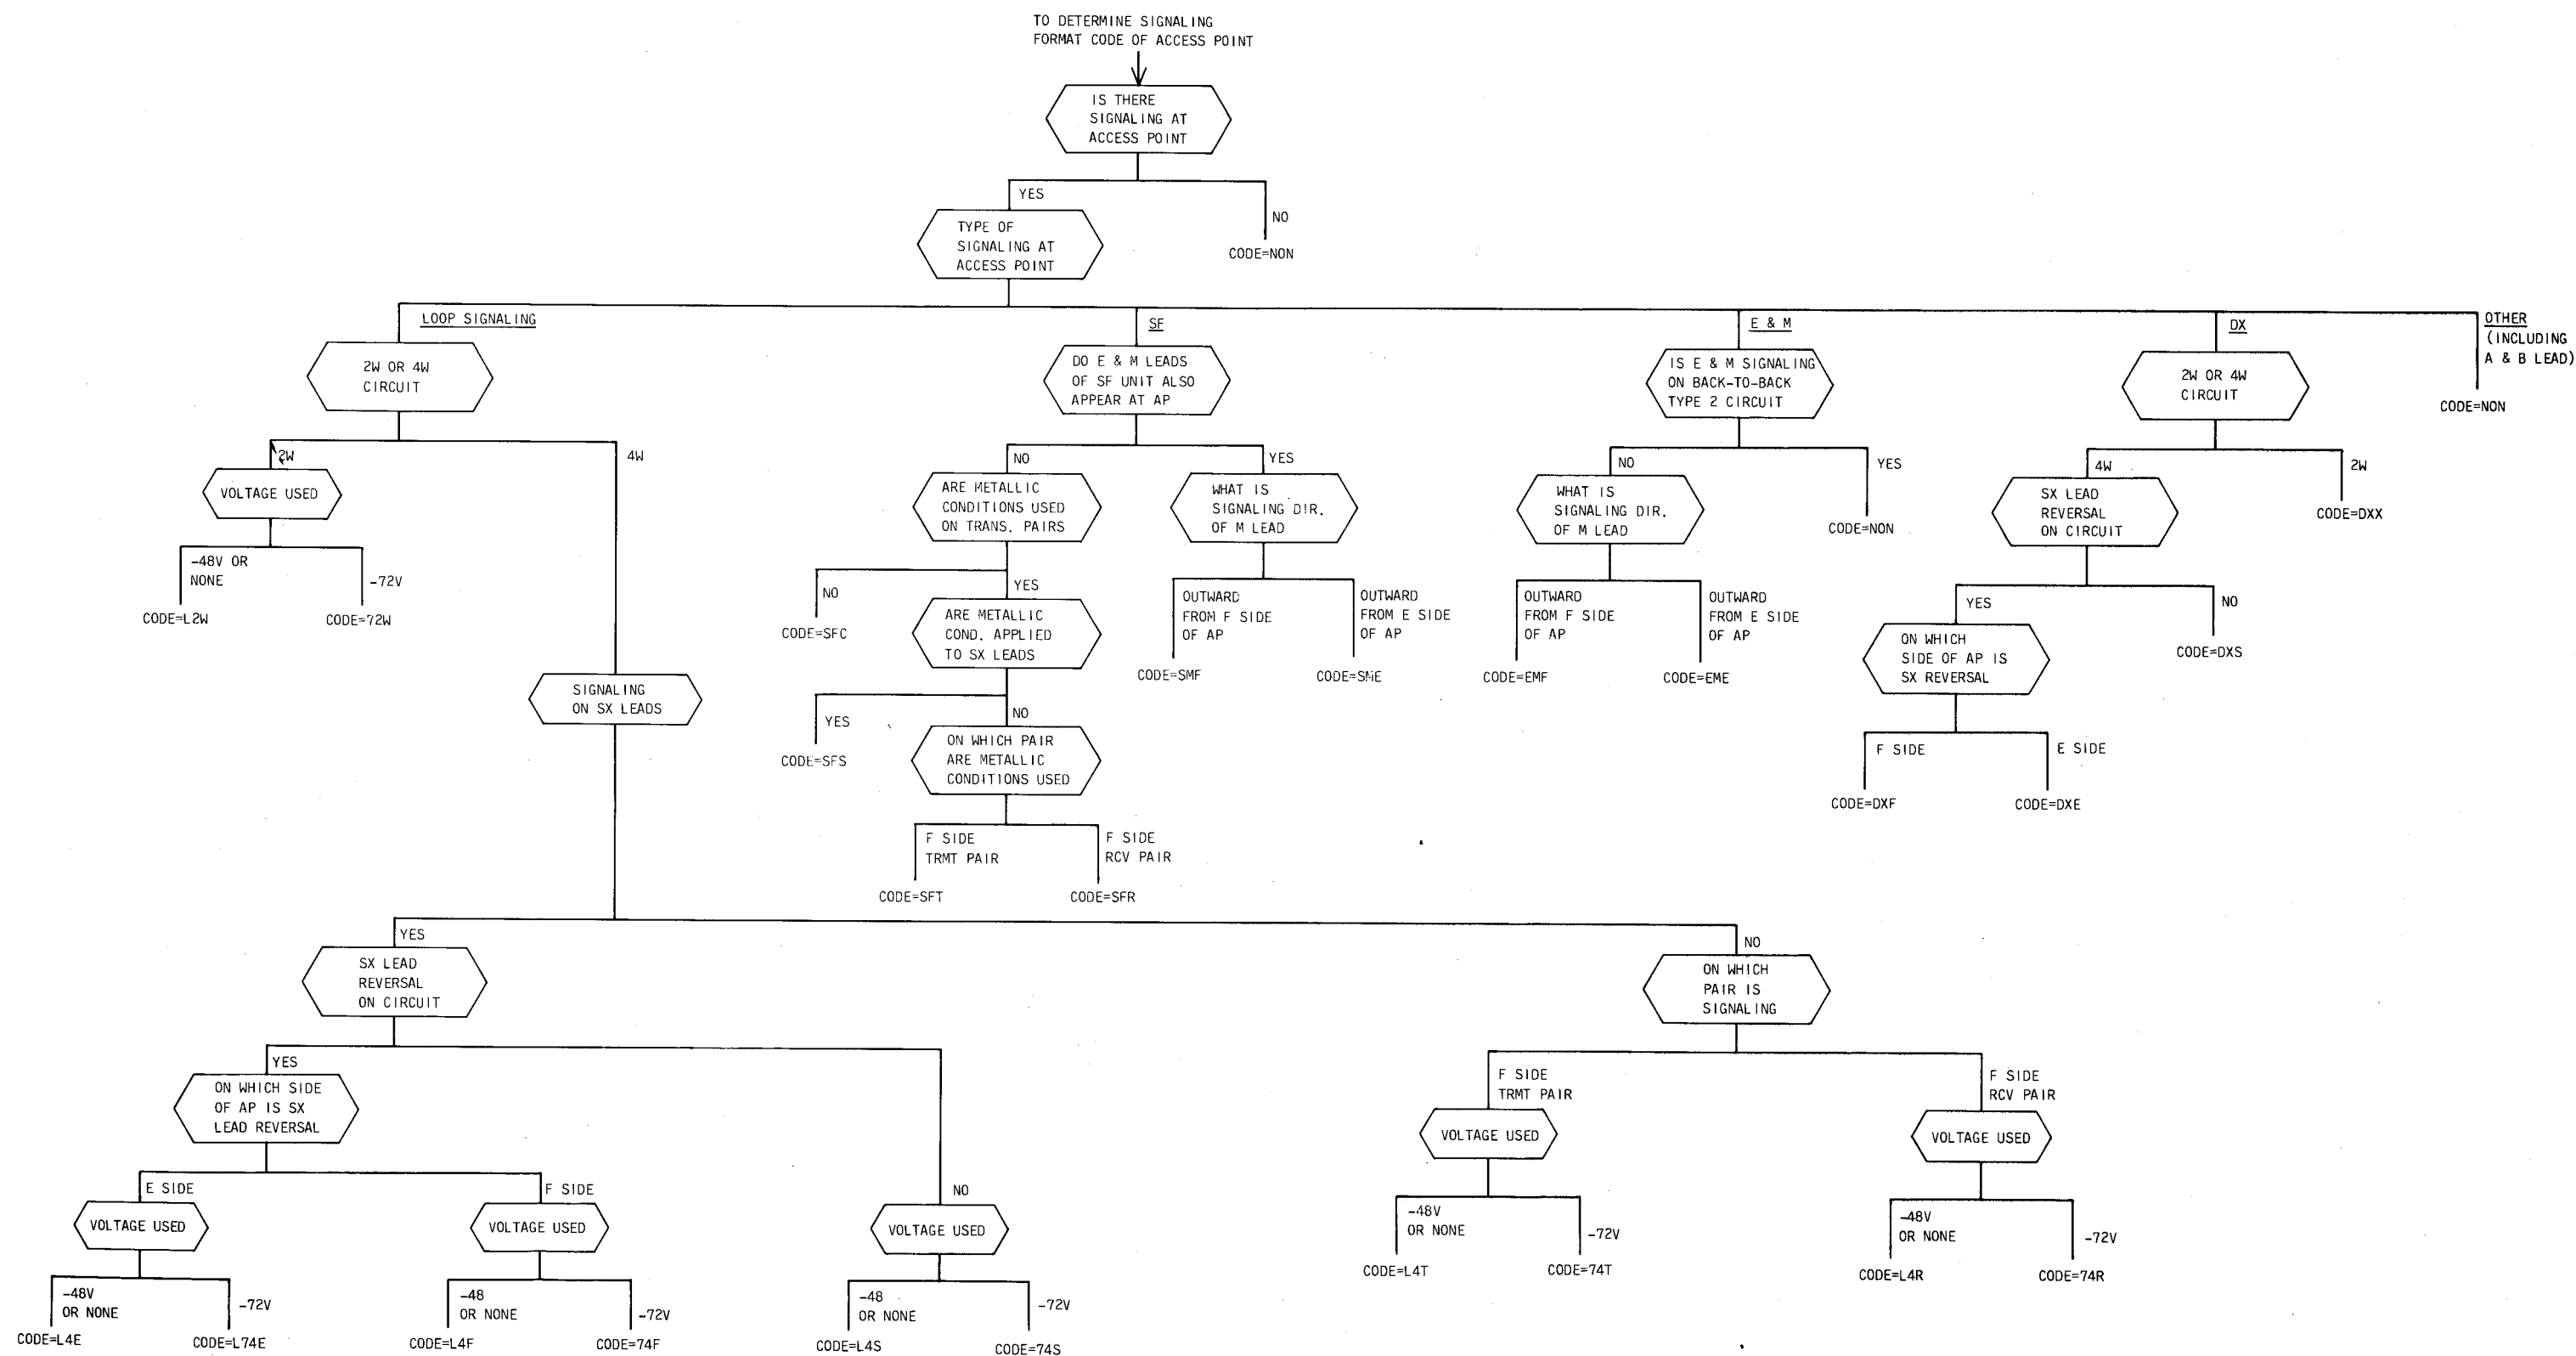 TO DETERMINE SIGNALING
FORMAT CODE OF ACCESS POINT
IS THERE
SIGNALING AT
ACCESS POINT
YES
NO
CODE=NON
TYPE OF
SIGNALING AT
ACCESS POINT
LOOP SIGNALING
SF
E & M
DX
OTHER
(INCLUDING
A & B LEAD)
CODE=NON
2W OR 4W
CIRCUIT
2W
4W
VOLTAGE USED
-48V OR
NONE
-72V
CODE=L2W
CODE=72W
SIGNALING
ON SX LEADS
DO E & M LEADS
OF SF UNIT ALSO
APPEAR AT AP
NO
YES
ARE METALLIC
CONDITIONS USED
ON TRANS. PAIRS
NO
YES
CODE=SFC
ARE METALLIC
COND. APPLIED
TO SX LEADS
YES
NO
CODE=SFS
ON WHICH PAIR
ARE METALLIC
CONDITIONS USED
F SIDE
TRMT PAIR
F SIDE
RCV PAIR
CODE=SFT
CODE=SFR
WHAT IS
SIGNALING DIR.
OF M LEAD
OUTWARD
FROM F SIDE
OF AP
OUTWARD
FROM E SIDE
OF AP
CODE=SMF
CODE=SME
IS E & M SIGNALING
ON BACK-TO-BACK
TYPE 2 CIRCUIT
NO
YES
CODE=NON
WHAT IS
SIGNALING DIR.
OF M LEAD
OUTWARD
FROM F SIDE
OF AP
OUTWARD
FROM E SIDE
OF AP
CODE=EMF
CODE=EME
2W OR 4W
CIRCUIT
4W
2W
CODE=DXX
SX LEAD
REVERSAL
ON CIRCUIT
YES
NO
CODE=DXS
ON WHICH
SIDE OF AP IS
SX REVERSAL
F SIDE
E SIDE
CODE=DXF
CODE=DXE
YES
NO
SX LEAD
REVERSAL
ON CIRCUIT
YES
NO
ON WHICH SIDE
OF AP IS SX
LEAD REVERSAL
E SIDE
F SIDE
VOLTAGE USED
VOLTAGE USED
VOLTAGE USED
-48V
OR NONE
-72V
CODE=L4E
CODE=L74E
-48
OR NONE
-72V
CODE=L4F
CODE=74F
-48
OR NONE
-72V
CODE=L4S
CODE=74S
ON WHICH
PAIR IS
SIGNALING
F SIDE
TRMT PAIR
F SIDE
RCV PAIR
VOLTAGE USED
VOLTAGE USED
-48V
OR NONE
-72V
CODE=L4T
CODE=74T
-48V
OR NONE
-72V
CODE=L4R
CODE=74R